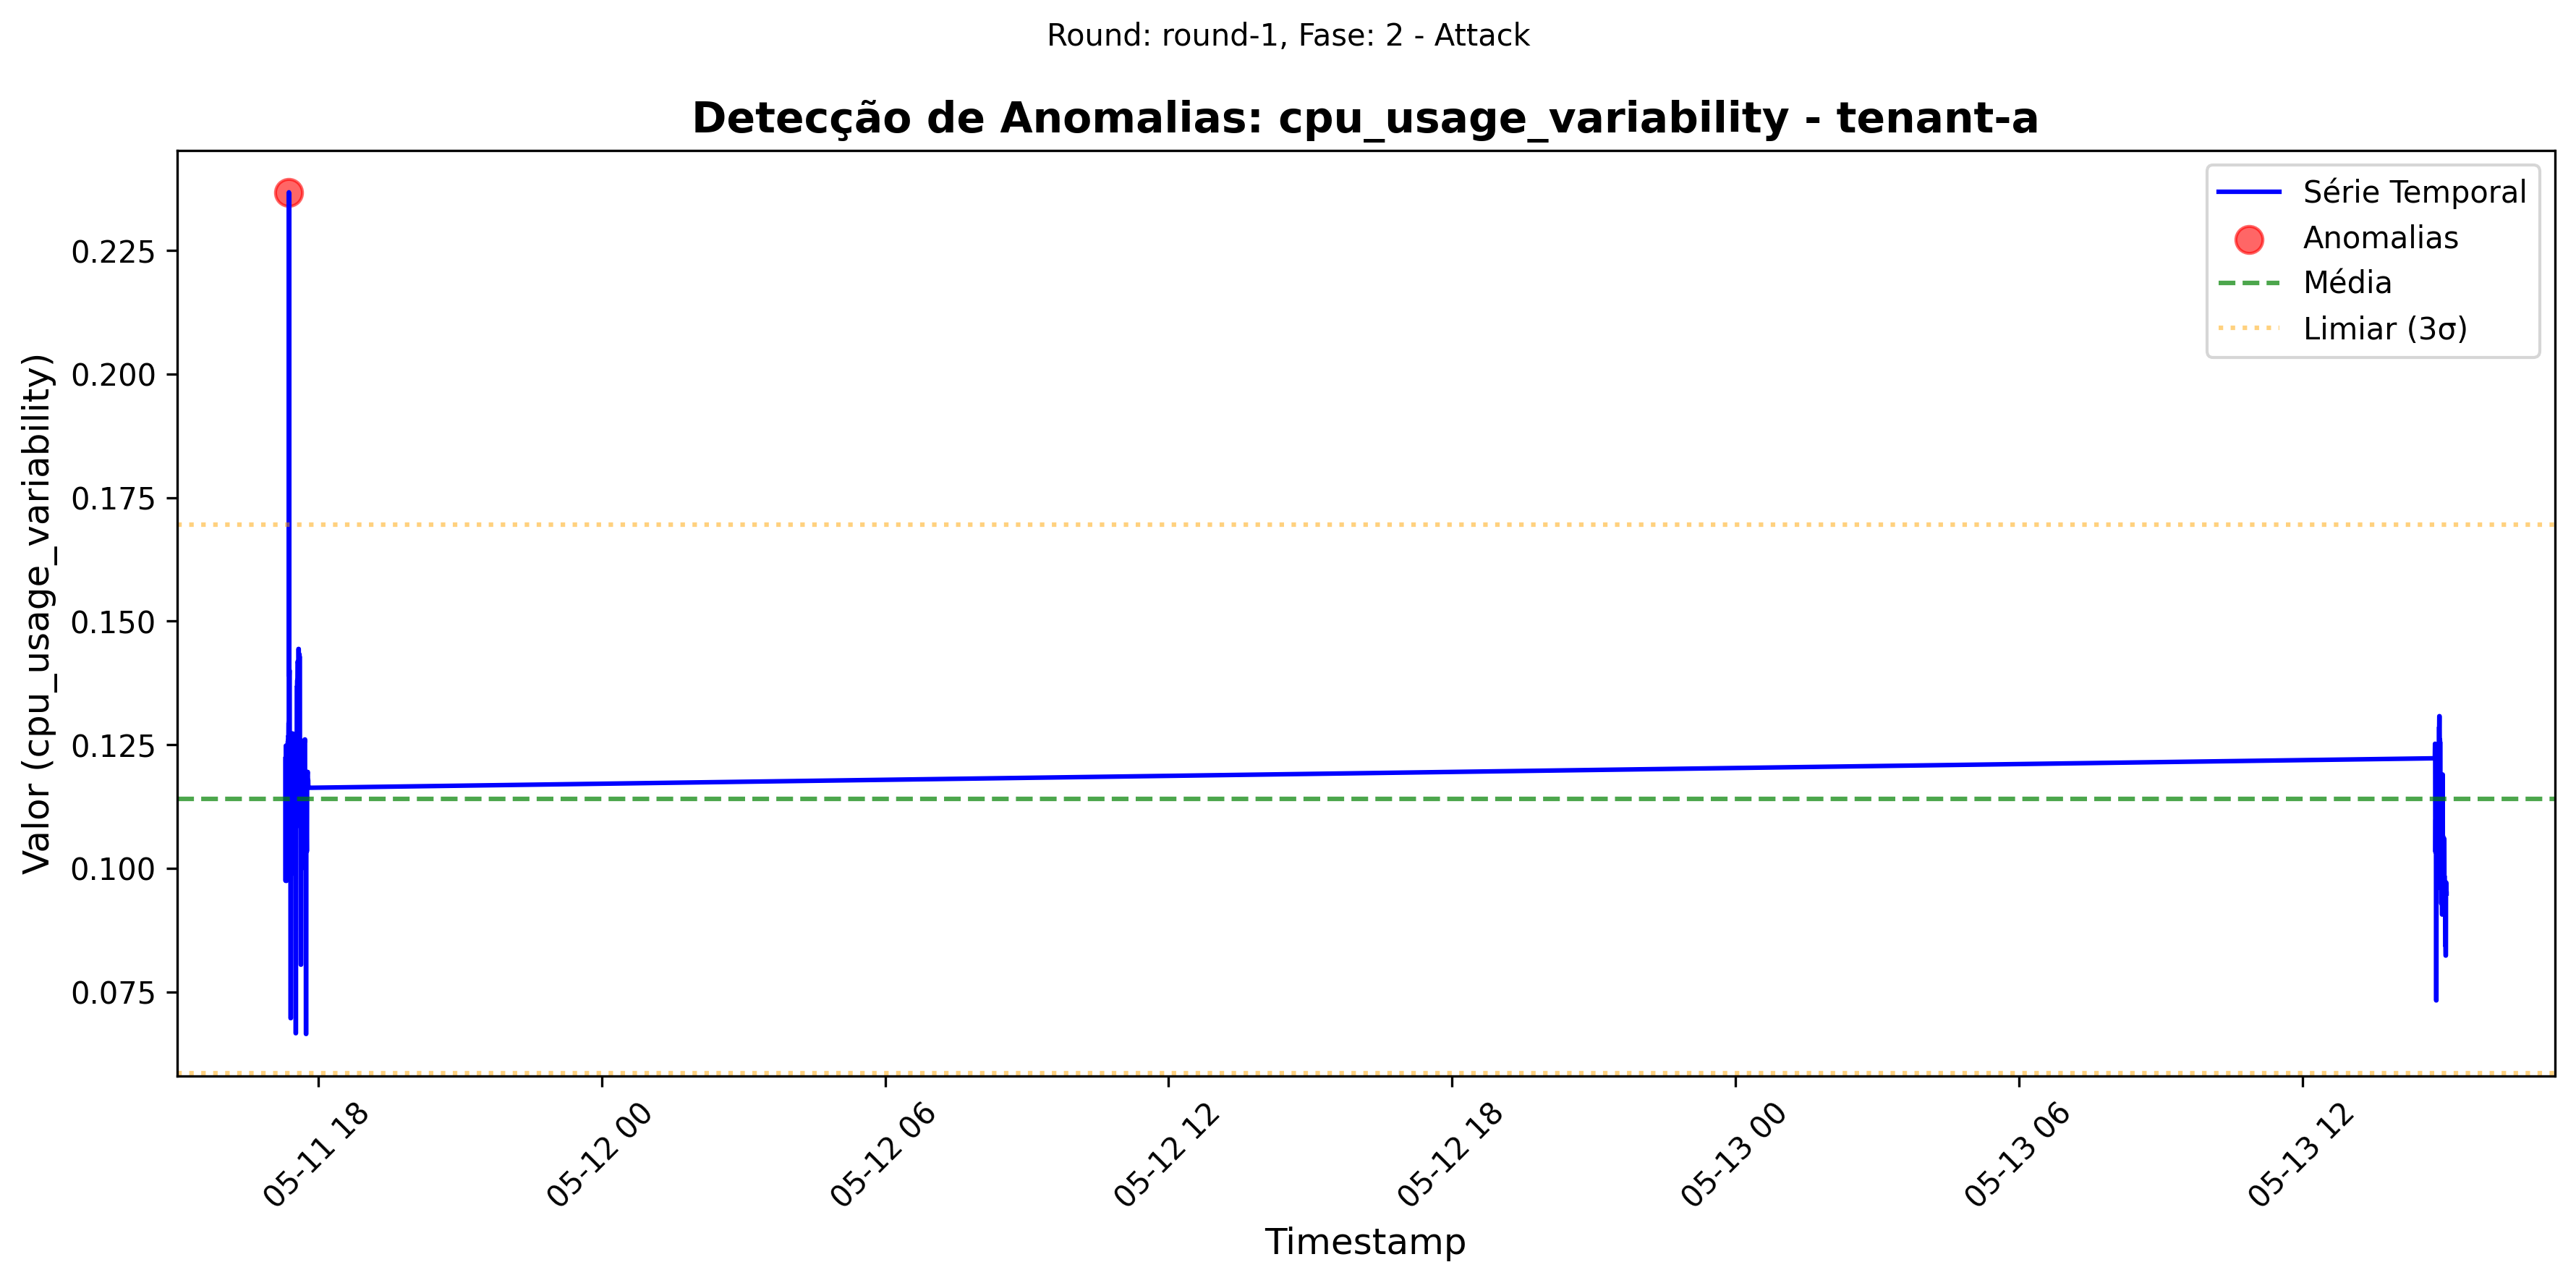 Round: round-1, Fase: 2 - Attack
Detecção de Anomalias: cpu_usage_variability - tenant-a
Série Temporal
Anomalias
Média
Limiar (3σ)
Valor (cpu_usage_variability)
0.225
0.200
0.175
0.150
0.125
0.100
0.075
05-11 18
05-12 00
05-12 06
05-12 12
05-12 18
05-13 00
05-13 06
05-13 12
Timestamp